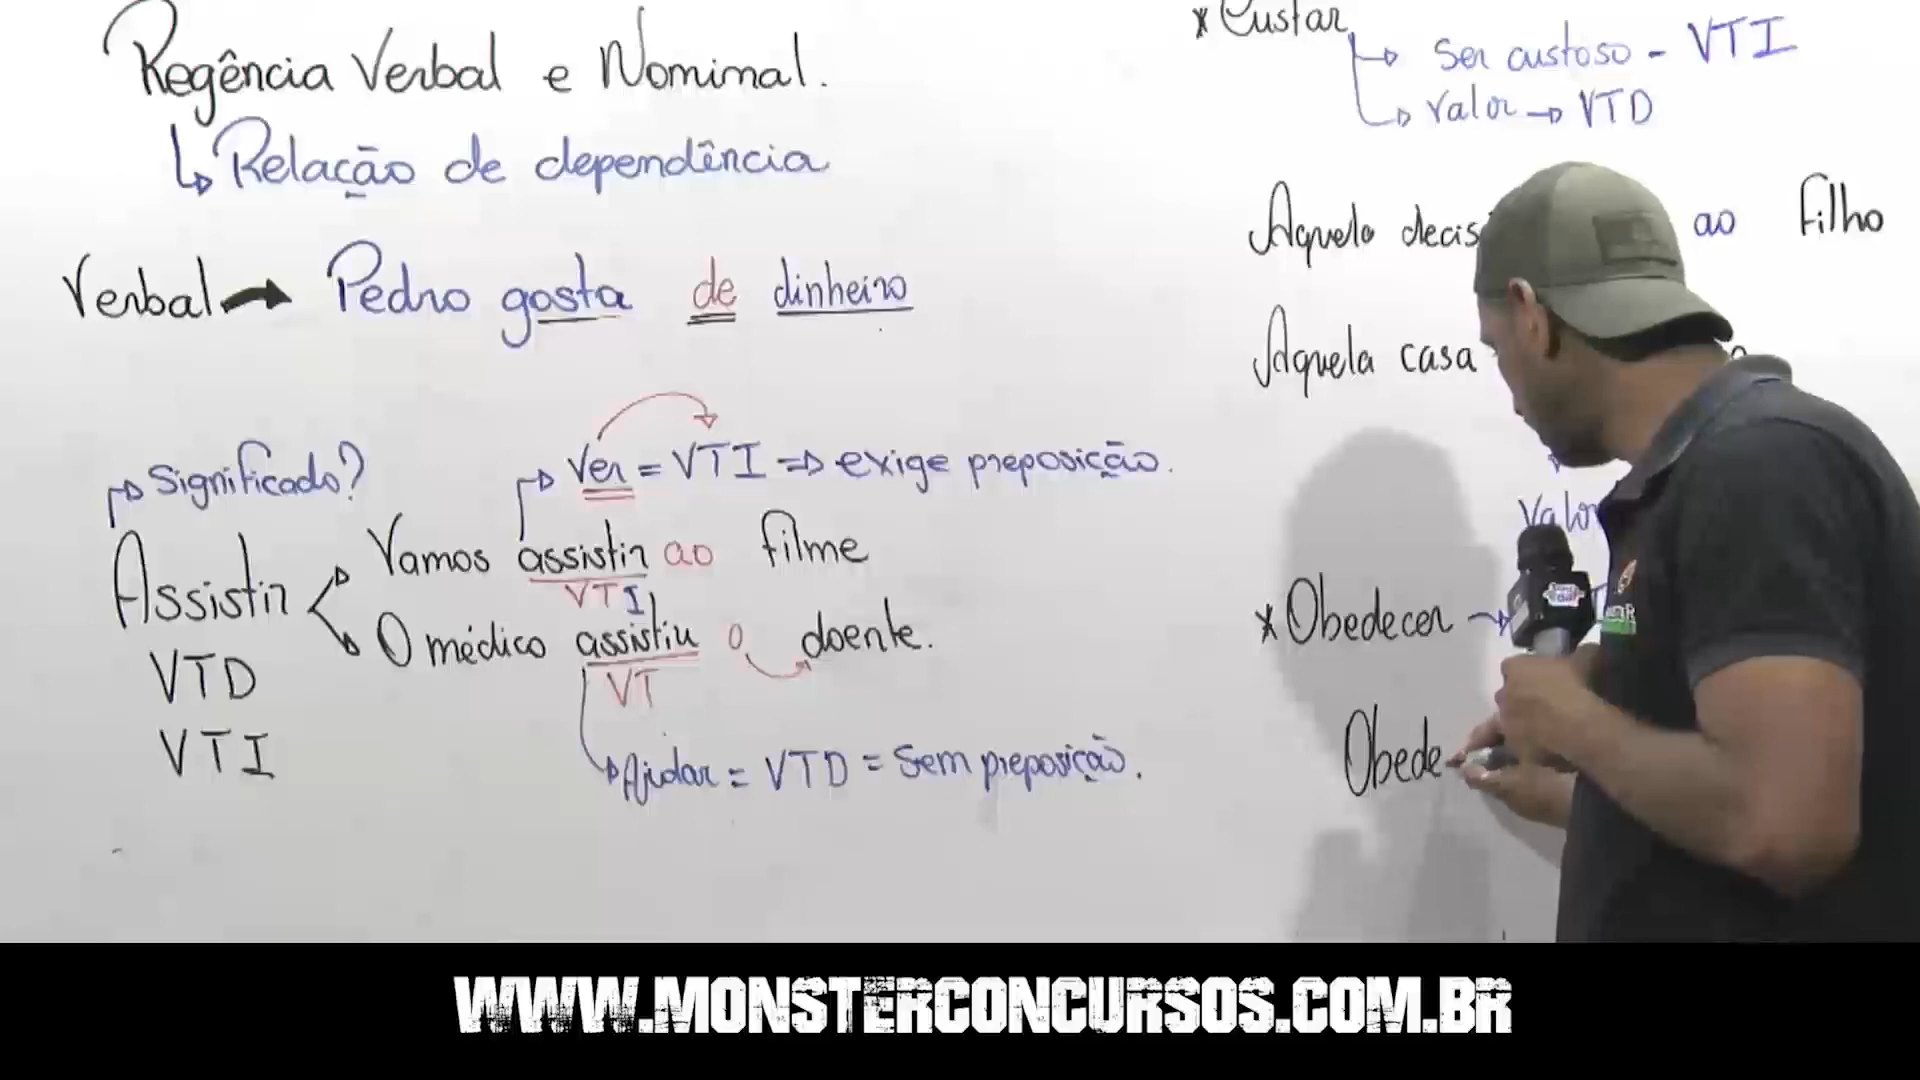 Regência Verbal e Nominal.
Relação de dependência
Verbal → Pedro gosta de dinheiro
Significado?
Ver = VTI ⇒ exige preposição.
Assistir
Vamos assistir ao filme
VTI
O médico assistiu o doente.
VT
VTD
VTI
Ajudar = VTD = Sem preposição.
* Custar
Ser custoso - VTI
Valor → VTD
ao filho
Aquela casa
Valor
* Obedecer →
Obede
WWW.MONSTERCONCURSOS.COM.BR